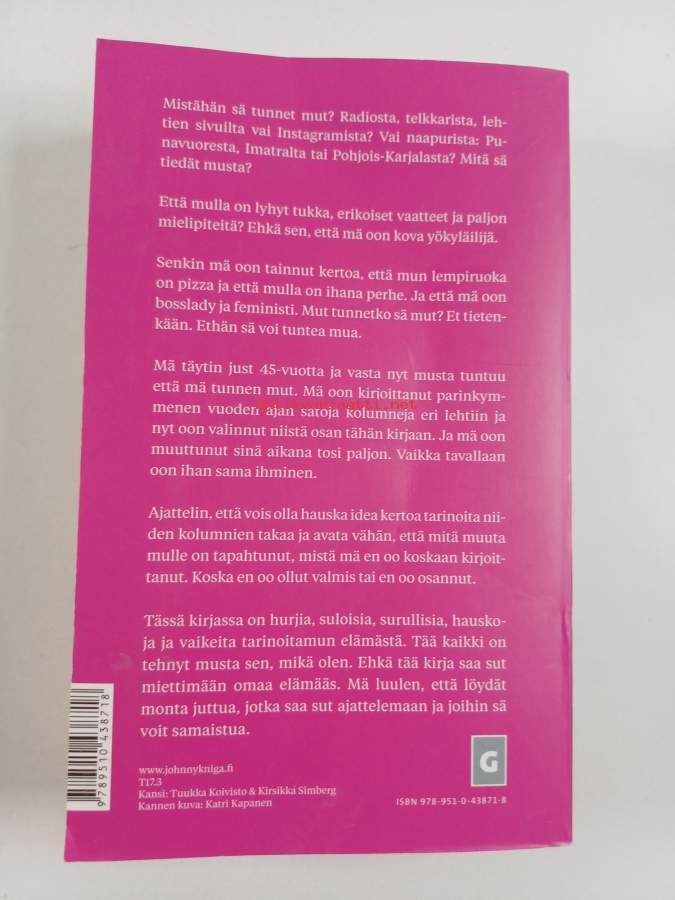 Mistähän sä tunnet mut? Radiosta, telkkarista, leh-
tien sivuilta vai Instagramista? Vai naapurista: Pu-
navuoresta, Imatralta tai Pohjois-Karjalasta? Mitä sä
tiedät musta?
Että mulla on lyhyt tukka, erikoiset vaatteet ja paljon
mielipiteitä? Ehkä sen, että mä oon kova yökyläilijä.
Senkin mä oon tainnut kertoa, että mun lempiruoka
on pizza ja että mulla on ihana perhe. Ja että mä oon
bosslady ja feministi. Mut tunnetko sä mut? Et tieten-
kään. Ethän sä voi tuntea mua.
Mä täytin just 45-vuotta ja vasta nyt musta tuntuu
että mä tunnen mut. Mä oon kirjoittanut parinkym-
menen vuoden ajan satoja kolumneja eri lehtiin ja
nyt oon valinnut niistä osan tähän kirjaan. Ja mä oon
muuttunut sinä aikana tosi paljon. Vaikka tavallaan
oon ihan sama ihminen.
Ajattelin, että vois olla hauska idea kertoa tarinoita nii-
den kolumnien takaa ja avata vähän, että mitä muuta
mulle on tapahtunut, mistä mä en oo koskaan kirjoit-
tanut. Koska en oo ollut valmis tai en oo osannut.
Tässä kirjassa on hurjia, suloisia, surullisia, hausko-
ja ja vaikeita tarinoitamun elämästä. Tää kaikki on
tehnyt musta sen, mikä olen. Ehkä tää kirja saa sut
miettimään omaa elämääs. Mä luulen, että löydät
monta juttua, jotka saa sut ajattelemaan ja joihin sä
voit samaistua.
9 789510 438718
www.johnnykniga.fi
T17.3
Kansi: Tuukka Koivisto & Kirsikka Simberg
Kannen kuva: Katri Kapanen
G
ISBN 978-951-0-43871-8